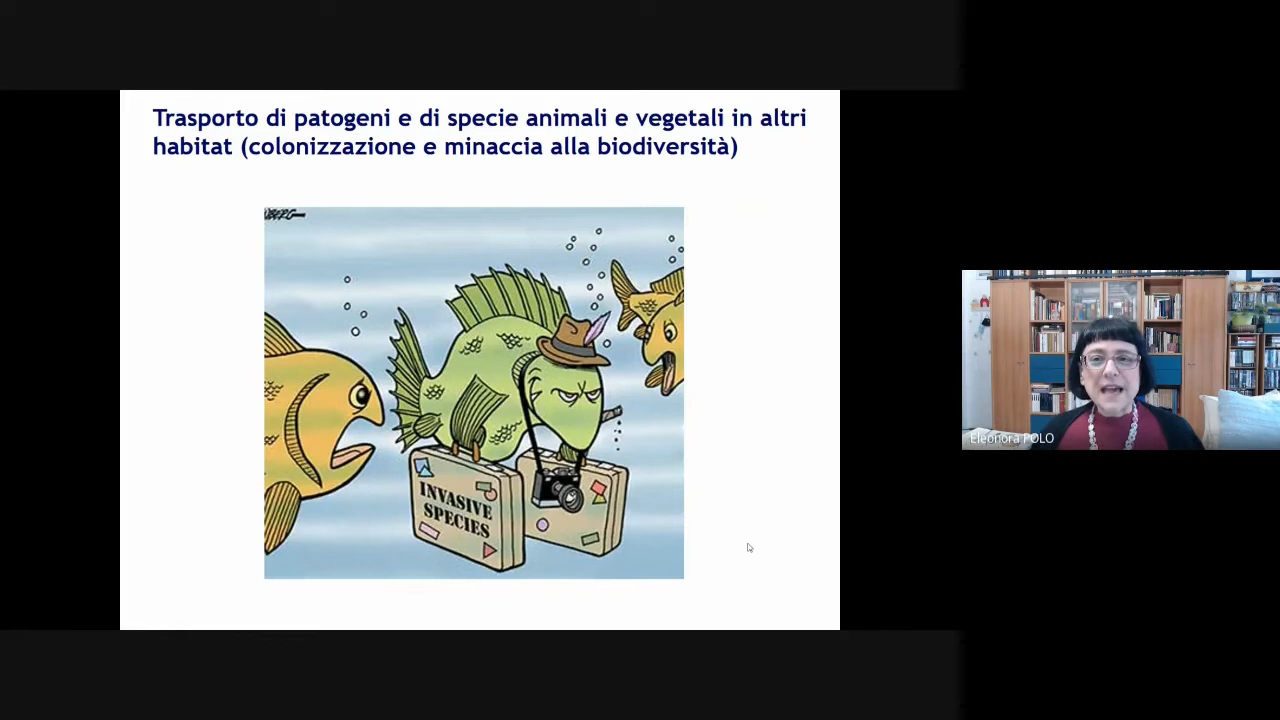 Trasporto di patogeni e di specie animali e vegetali in altri
habitat (colonizzazione e minaccia alla biodiversità)
INVASIVE
SPECIES
Eleonora POLO